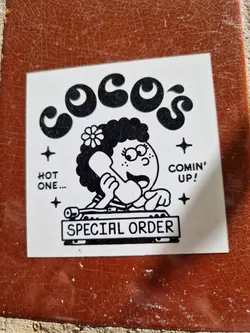 COCO'S
HOT
ONE...
COMIN'
UP!
SPECIAL ORDER